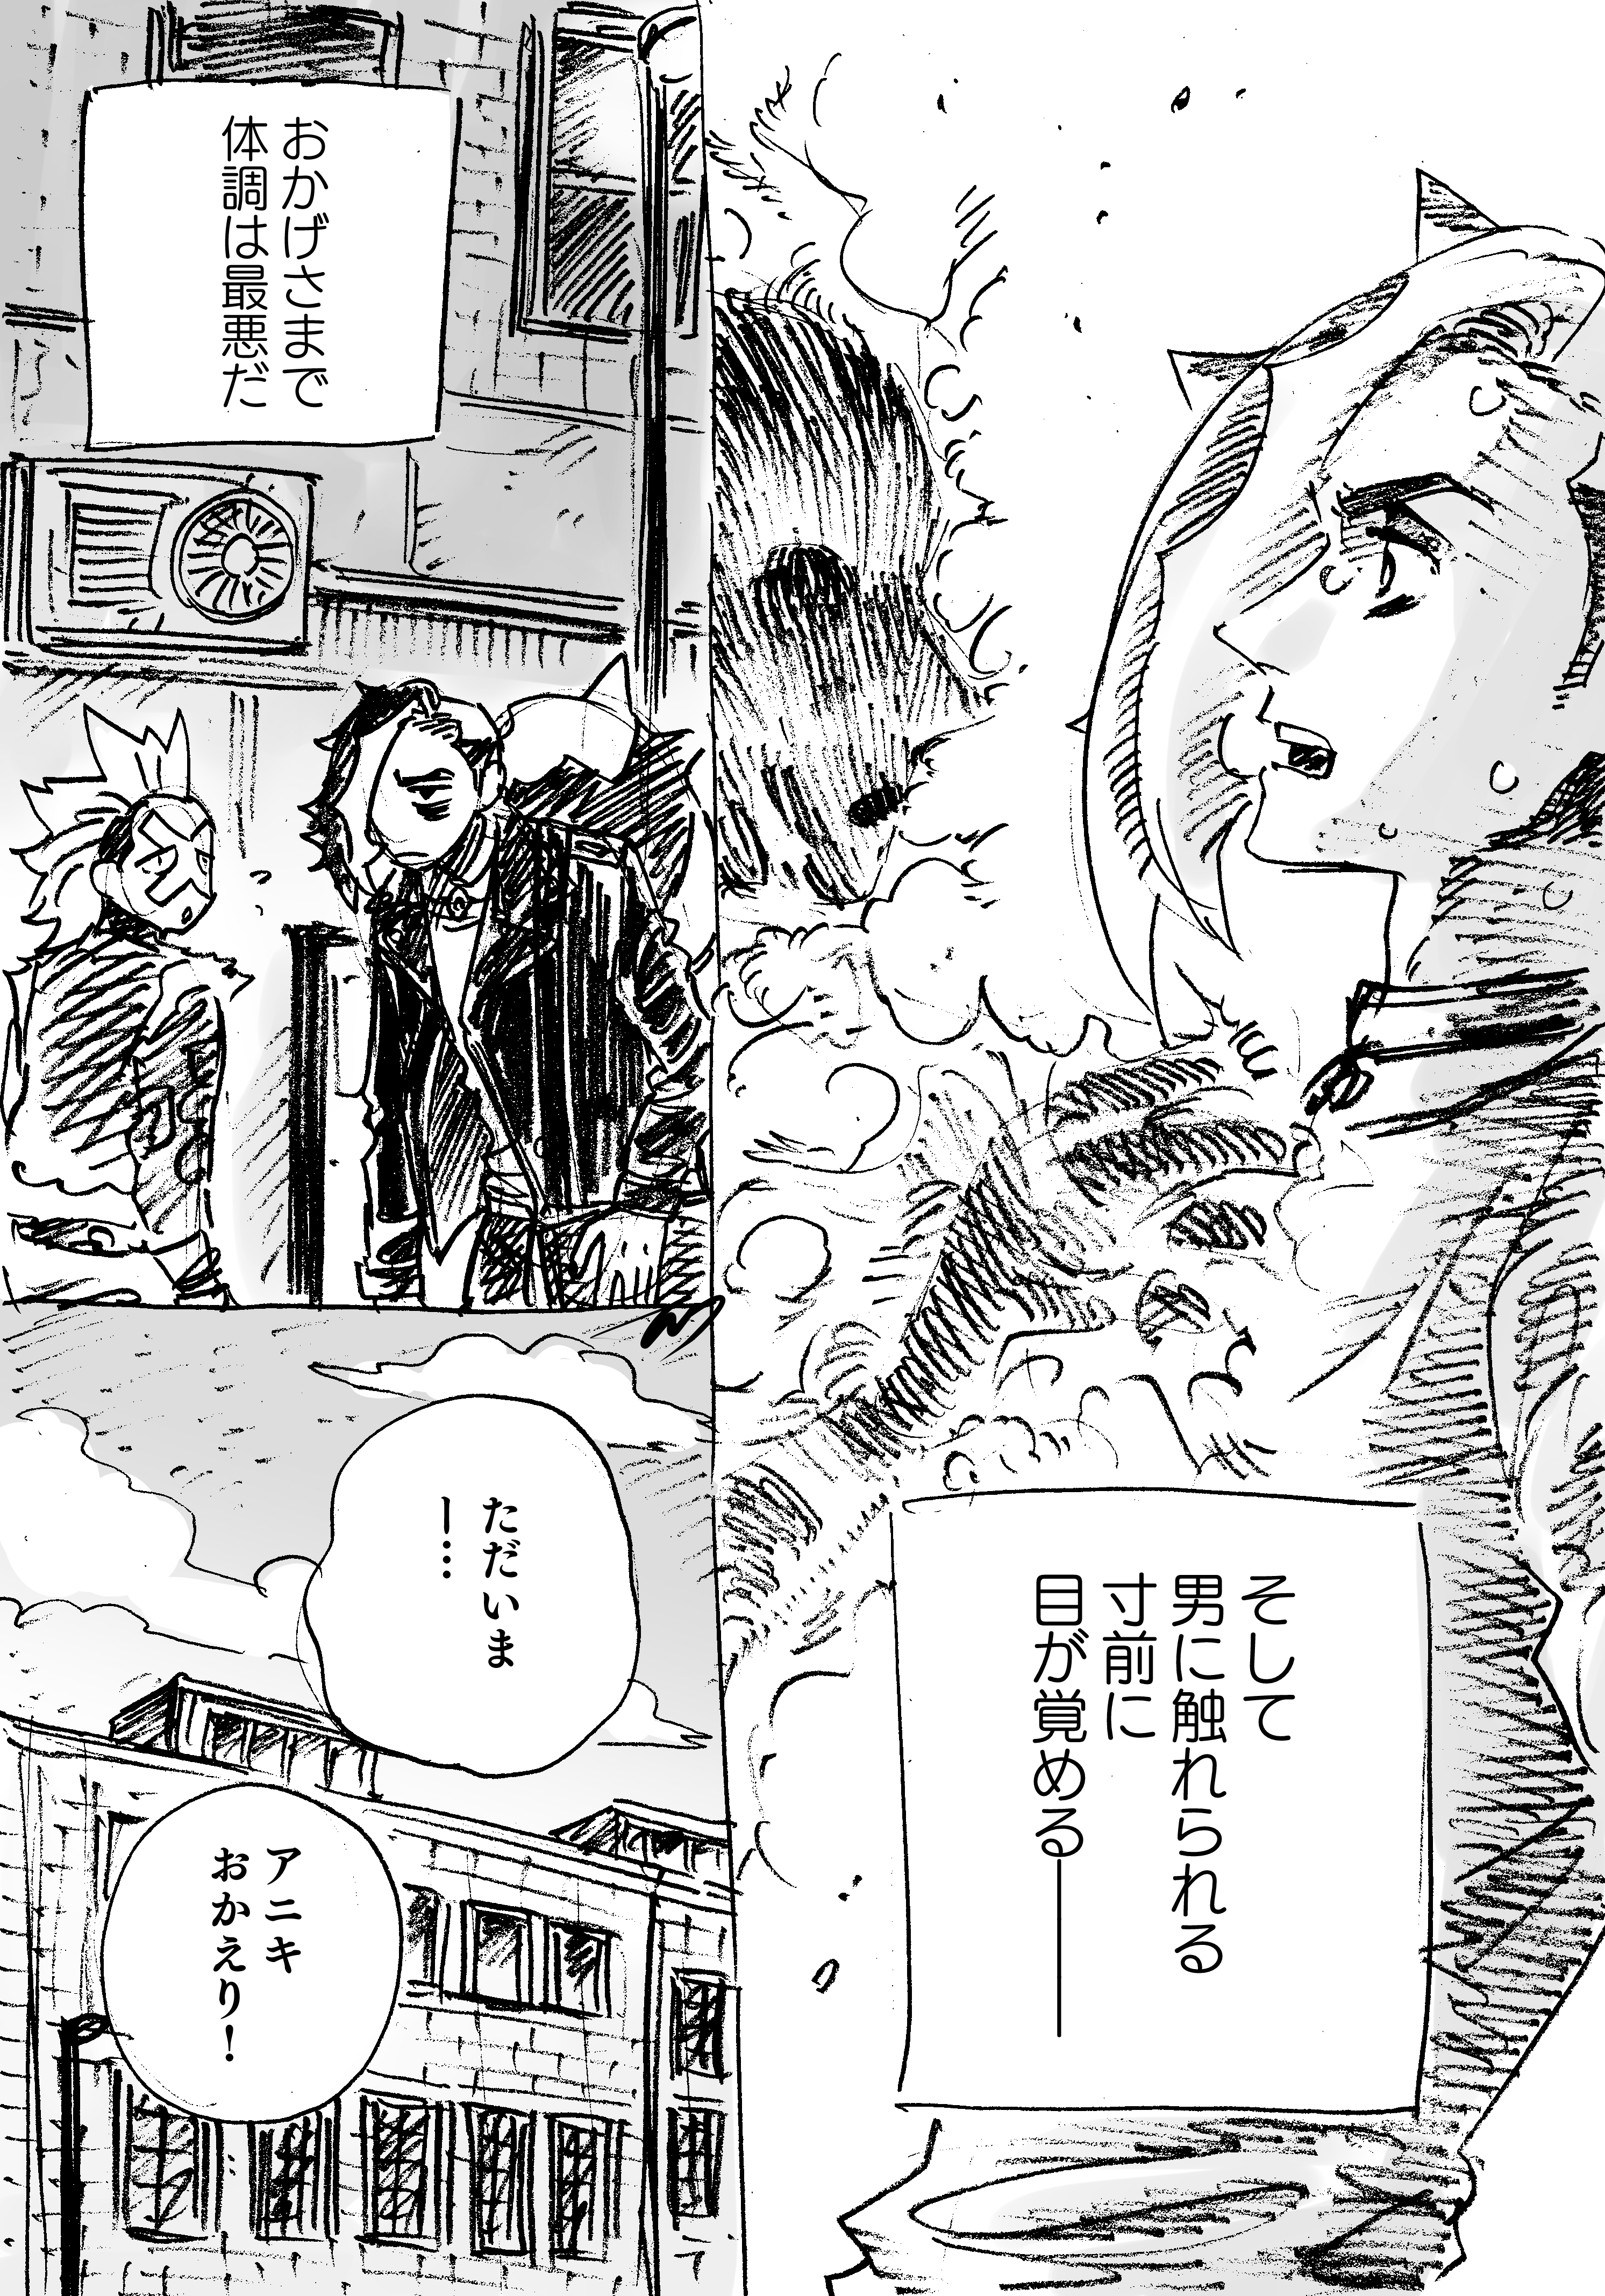 そして
男に触れられる
寸前に
目が覚める――
おかげさまで
体調は最悪だ
ただいま
ー…
アニキ
おかえり！